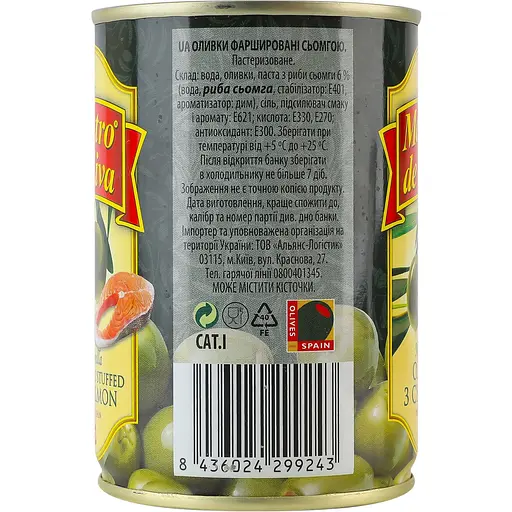 UA ОЛИВКИ ФАРШИРОВАНІ СЬОМГОЮ.
Пастеризоване.
Склад: вода, оливки, паста з риби сьомги 6 %
(вода, риба сьомга, стабілізатор: Е401,
ароматизатор: дим), сіль, підсилювач смаку
і аромату: Е621; кислота: Е330, Е270;
антиоксидант: Е300. Зберігати при
температурі від +5 °С до +25 °С.
Після відкриття банку зберігати
в холодильнику не більше 7 діб.
Зображення не є точною копією продукту.
Дата виготовлення, краще спожити до,
калібр та номер партії див. дно банки.
Імпортер та уповноважена організація на
території України: ТОВ «Альянс-Логістик»
03115, м.Київ, вул. Краснова, 27.
Тел. гарячої лінії 0800401345.
МОЖЕ МІСТИТИ КІСТОЧКИ.
40
FE
OLIVES
SPAIN
CAT.I
8 436024 299243
tro
iva
STUFFED
MON
M
de
3 C